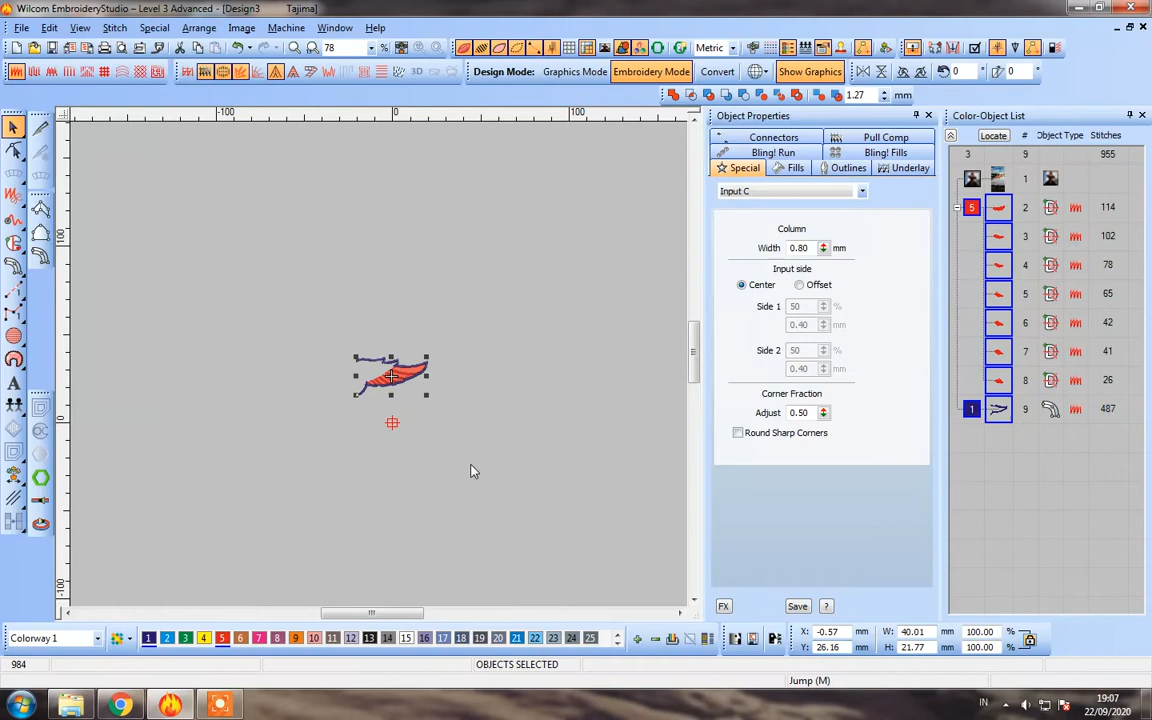 Wilcom EmbroideryStudio – Level 3 Advanced - [Design3 Tajima]
File Edit View Stitch Special Arrange Image Machine Window Help
78 Metric
3D Design Mode: Graphics Mode Embroidery Mode Convert Show Graphics 0 0
1.27 mm
-100 0 100
100
0
-100
Object Properties
Connectors Pull Comp
Bling! Run Bling! Fills
Special Fills Outlines Underlay
Input C
Column
Width 0.80 mm
Input side
Center Offset
Side 1 50 %
0.40 mm
Side 2 50 %
0.40 mm
Corner Fraction
Adjust 0.50
Round Sharp Corners
FX Save ?
Color-Object List
Locate # Object Type Stitches
3 9 955
1
5 2 114
3 102
4 78
5 65
6 42
7 41
8 26
1 9 487
Colorway 1 1 2 3 4 5 6 7 8 9 10 11 12 13 14 15 16 17 18 19 20 21 22 23 24 25
X: -0.57 mm W: 40.01 mm 100.00 %
Y: 26.16 mm H: 21.77 mm 100.00 %
984 OBJECTS SELECTED
Jump (M)
IN 19:07
22/09/2020